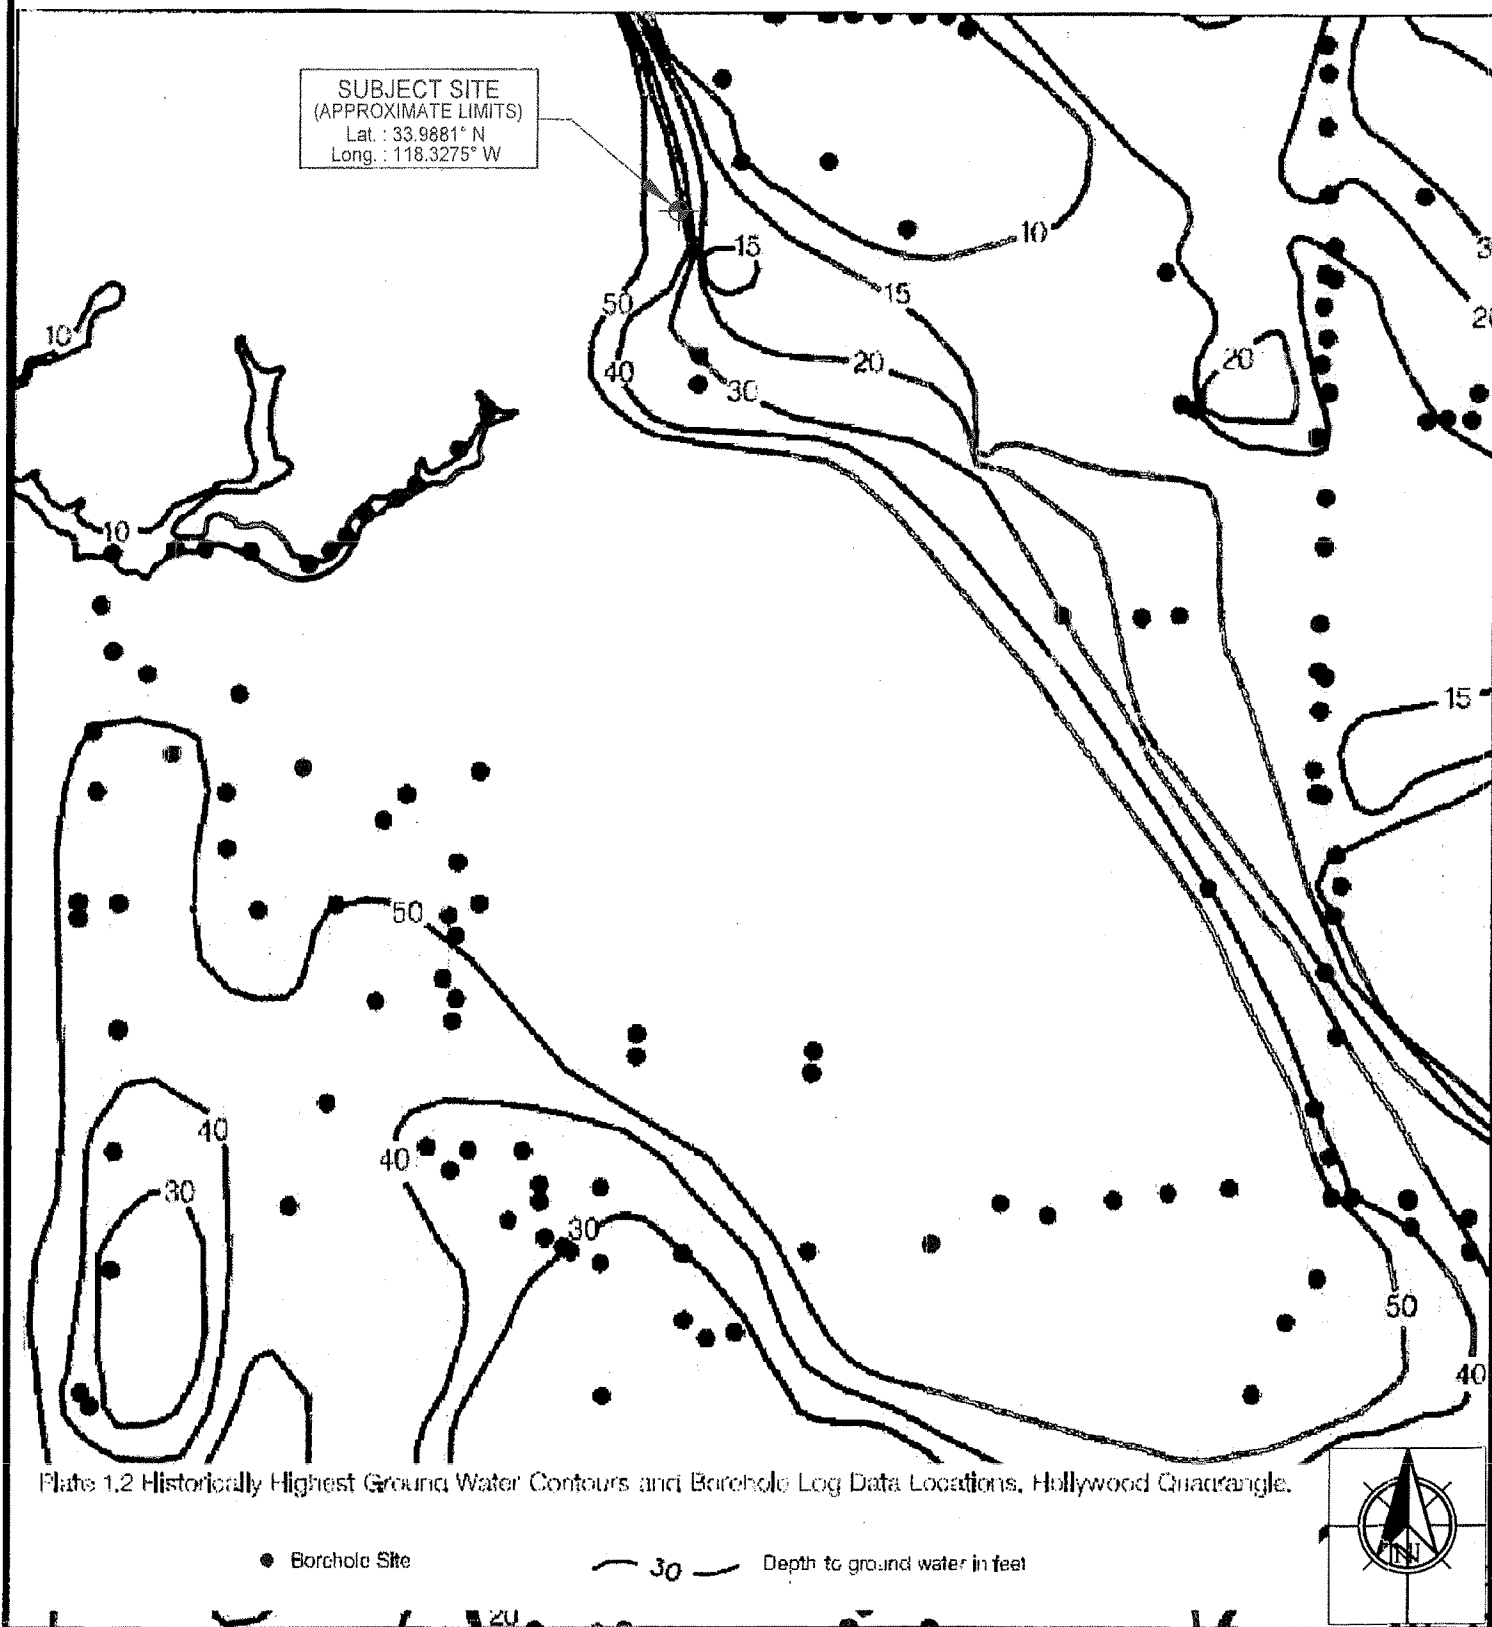 SUBJECT SITE
(APPROXIMATE LIMITS)
Lat. : 33.9881° N
Long. : 118.3275° W
10
15
15
50
10
20
20
40
30
20
10
15
50
40
40
30
30
50
40
Plate 1.2 Historically Highest Ground Water Contours and Borehole Log Data Locations, Hollywood Quadrangle.
N
Borehole Site
30
Depth to ground water in feet
20